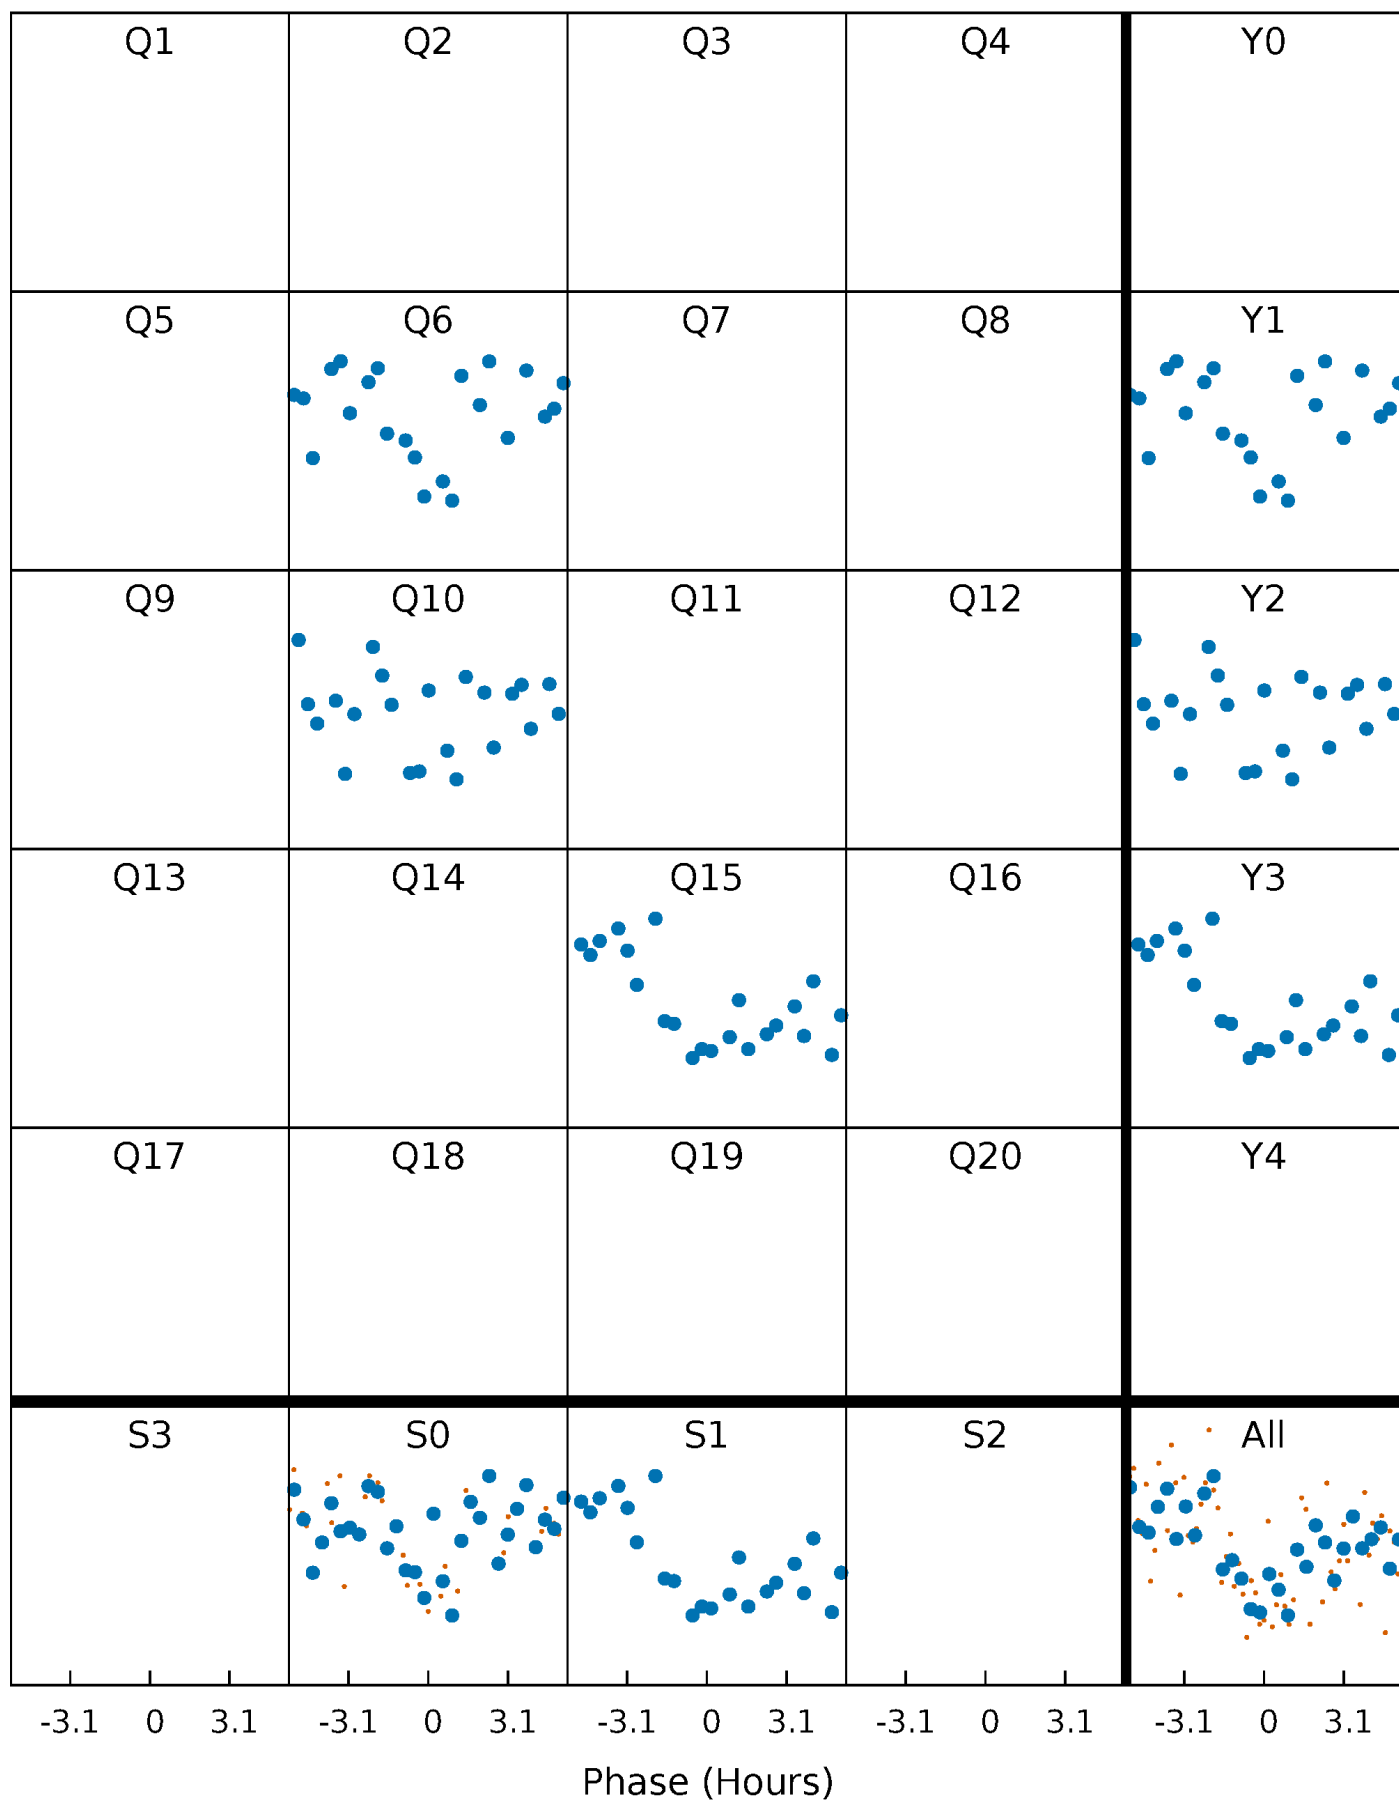 Q1 Q2 Q3 Q4 Y0
Q5 Q6 Q7 Q8 Y1
Q9 Q10 Q11 Q12 Y2
Q13 Q14 Q15 Q16 Y3
Q17 Q18 Q19 Q20 Y4
S3 S0 S1 S2 All
-3.1 0 3.1 -3.1 0 3.1 -3.1 0 3.1 -3.1 0 3.1 -3.1 0 3.1
Phase (Hours)